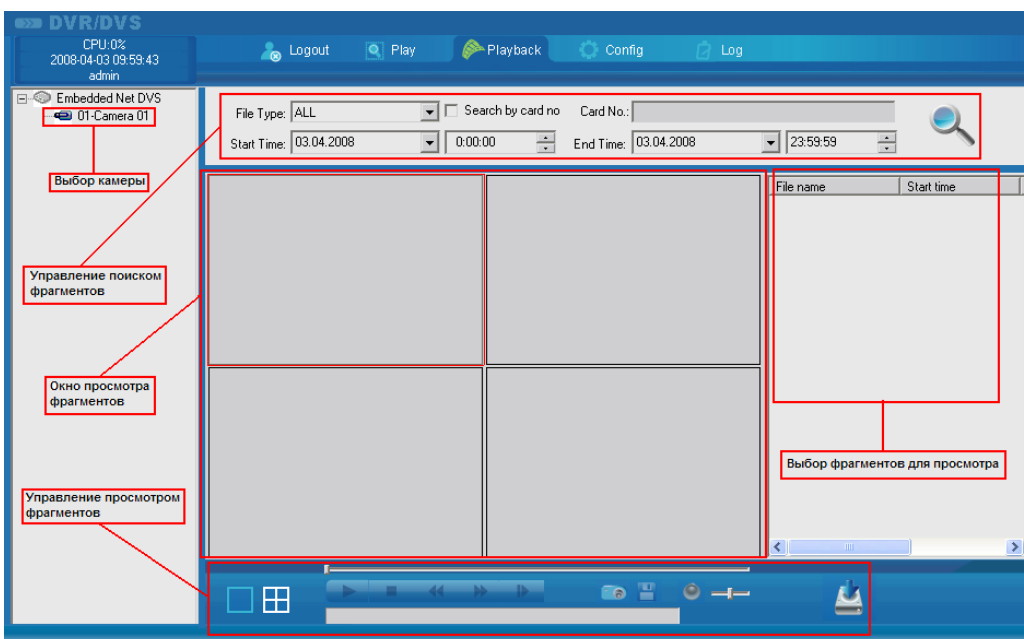 DVR/DVS
CPU:0%
2008-04-03 09:59:43
admin
Logout
Play
Playback
Config
Log
Embedded Net DVS
01-Camera 01
File Type:
ALL
Search by card no
Card No.:
Start Time:
03.04.2008
0:00:00
End Time:
03.04.2008
23:59:59
Выбор камеры
File name
Start time
Управление поиском
фрагментов
Окно просмотра
фрагментов
Выбор фрагментов для просмотра
Управление просмотром
фрагментов